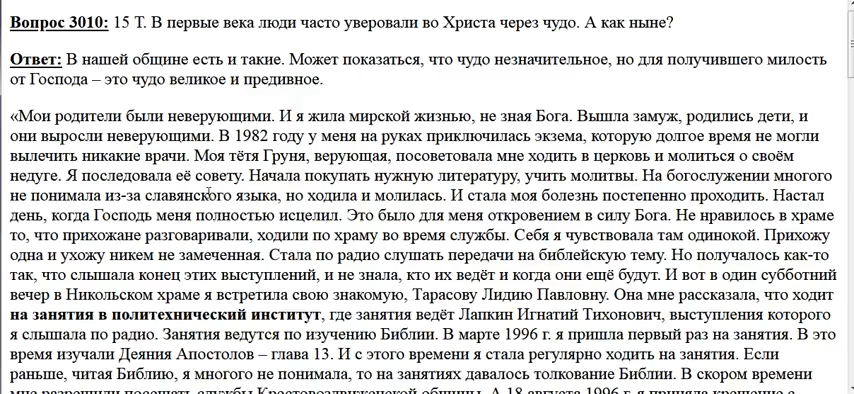 Вопрос 3010: 15 Т. В первые века люди часто уверовали во Христа через чудо. А как ныне?
Ответ: В нашей общине есть и такие. Может показаться, что чудо незначительное, но для получившего милость
от Господа – это чудо великое и предивное.
«Мои родители были неверующими. И я жила мирской жизнью, не зная Бога. Вышла замуж, родились дети, и
они выросли неверующими. В 1982 году у меня на руках приключилась экзема, которую долгое время не могли
вылечить никакие врачи. Моя тётя Груня, верующая, посоветовала мне ходить в церковь и молиться о своём
недуге. Я последовала её совету. Начала покупать нужную литературу, учить молитвы. На богослужении многого
не понимала из-за славянского языка, но ходила и молилась. И стала моя болезнь постепенно проходить. Настал
день, когда Господь меня полностью исцелил. Это было для меня откровением в силу Бога. Не нравилось в храме
то, что прихожане разговаривали, ходили по храму во время службы. Себя я чувствовала там одинокой. Прихожу
одна и ухожу никем не замеченная. Стала по радио слушать передачи на библейскую тему. Но получалось как-то
так, что слышала конец этих выступлений, и не знала, кто их ведёт и когда они ещё будут. И вот в один субботний
вечер в Никольском храме я встретила свою знакомую, Тарасову Лидию Павловну. Она мне рассказала, что ходит
на занятия в политехнический институт, где занятия ведёт Лапкин Игнатий Тихонович, выступления которого
я слышала по радио. Занятия ведутся по изучению Библии. В марте 1996 г. я пришла первый раз на занятия. В это
время изучали Деяния Апостолов – глава 13. И с этого времени я стала регулярно ходить на занятия. Если
раньше, читая Библию, я многого не понимала, то на занятиях давалось толкование Библии. В скором времени
мне разрешили посещать службы Крестовоздвиженской общины. А 18 августа 1996 г. я приняла крещение с